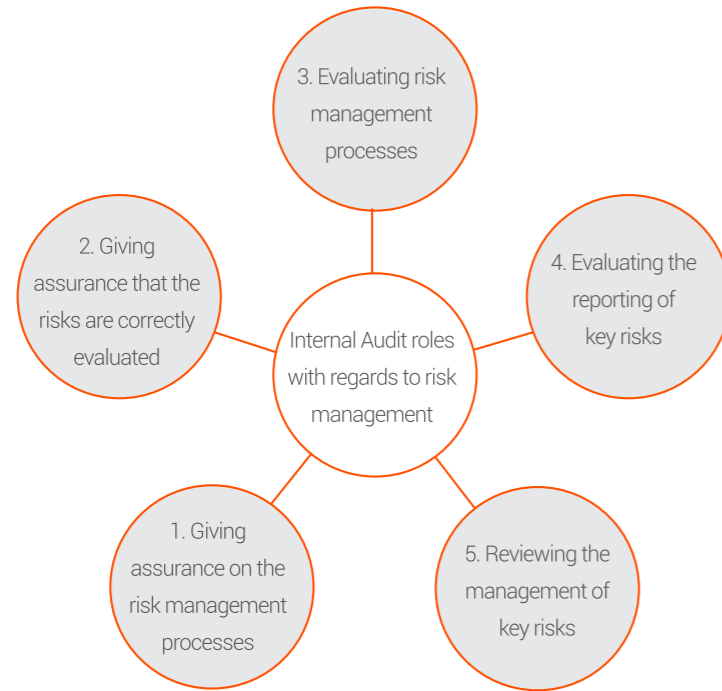 3. Evaluating risk
management
processes
2. Giving
assurance that the
risks are correctly
evaluated
4. Evaluating the
reporting of
key risks
Internal Audit roles
with regards to risk
management
1. Giving
assurance on the
risk management
processes
5. Reviewing the
management of
key risks